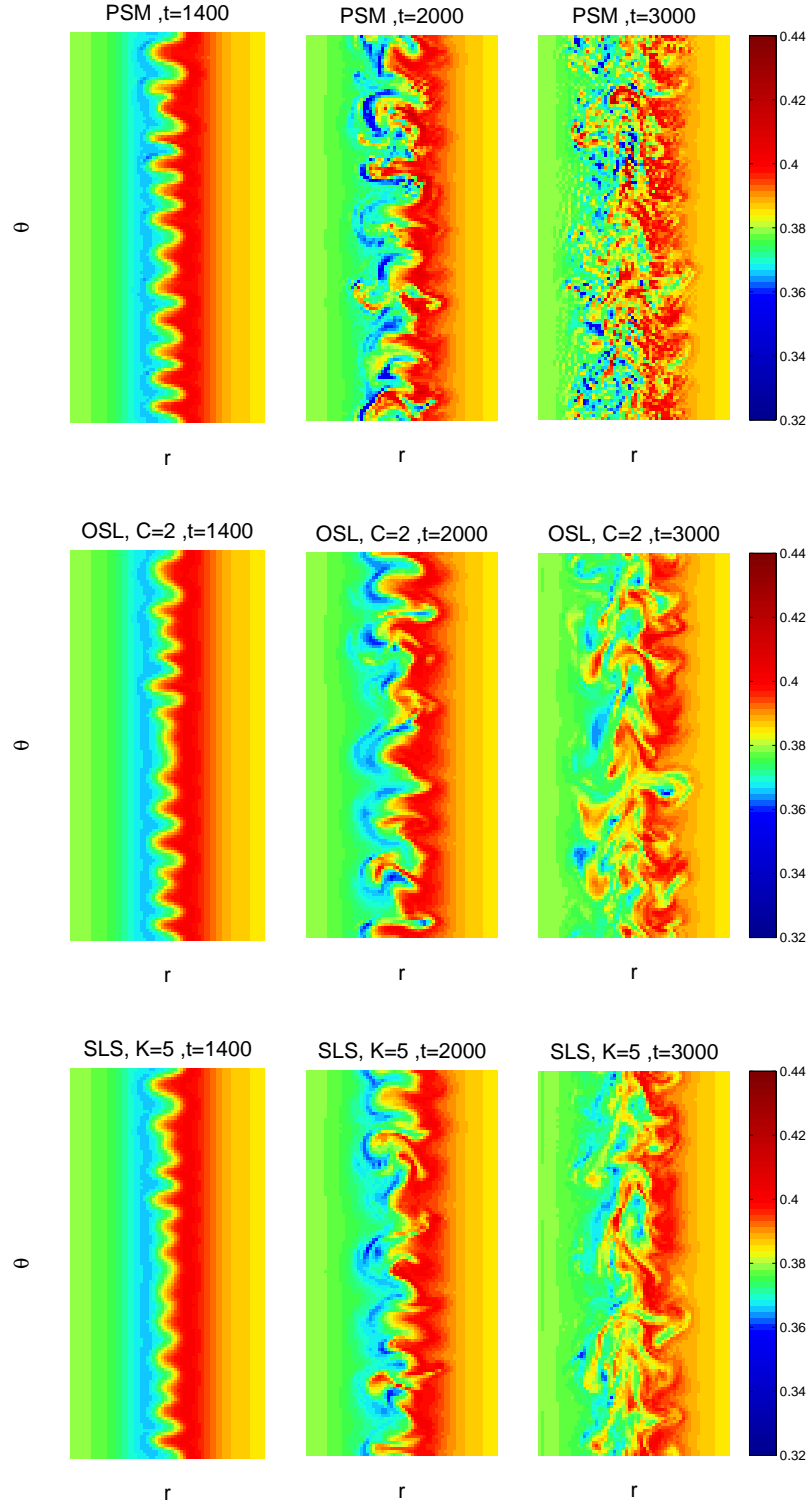 PSM ,t=1400 PSM ,t=2000 PSM ,t=3000
0.44
0.42
0.4
0.38
0.36
0.34
0.32
θ
r r r
OSL, C=2 ,t=1400 OSL, C=2 ,t=2000 OSL, C=2 ,t=3000
0.44
0.42
0.4
0.38
0.36
0.34
0.32
θ
r r r
SLS, K=5 ,t=1400 SLS, K=5 ,t=2000 SLS, K=5 ,t=3000
0.44
0.42
0.4
0.38
0.36
0.34
0.32
θ
r r r